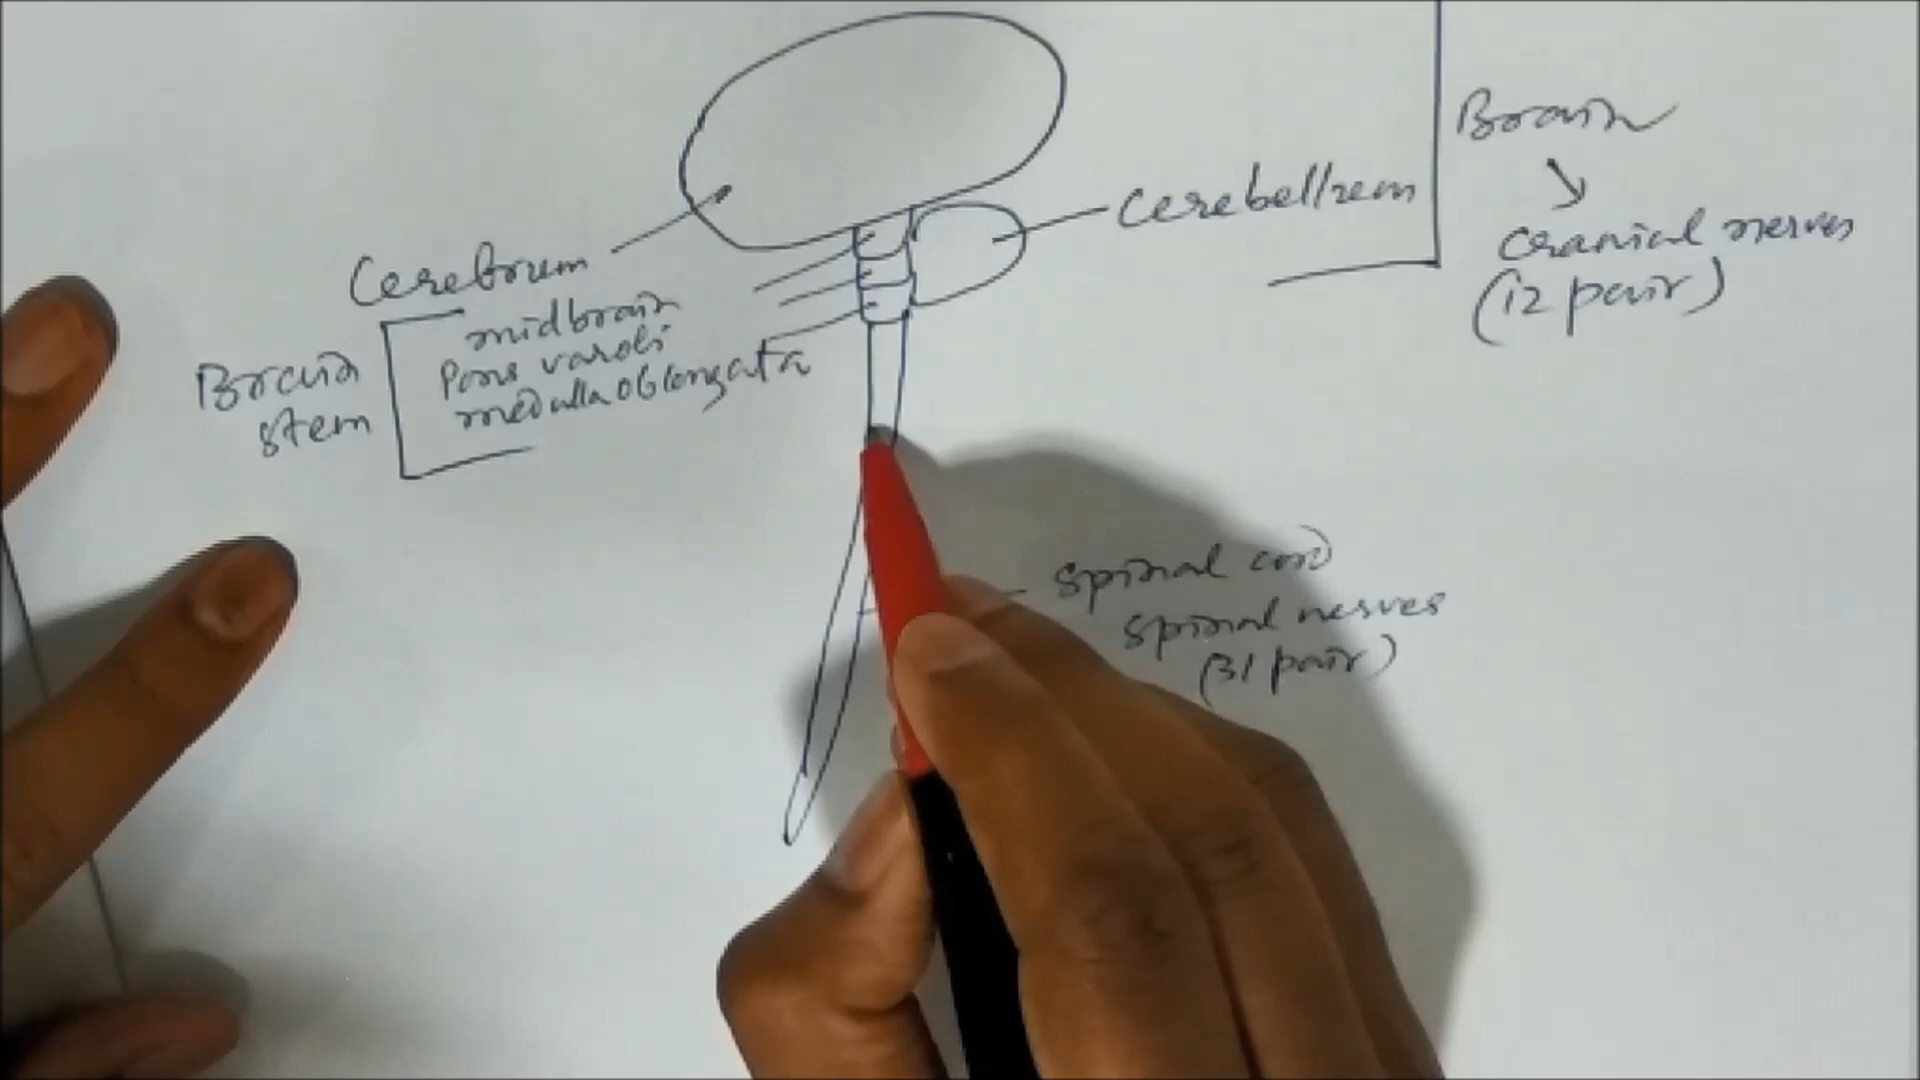 Brain
cranial nerves
(12 pair)
Cerebellum
Cerebrum
Brain
stem
midbrain
Pons varoli
medulla oblongata
spinal cord
spinal nerves
(31 pair)